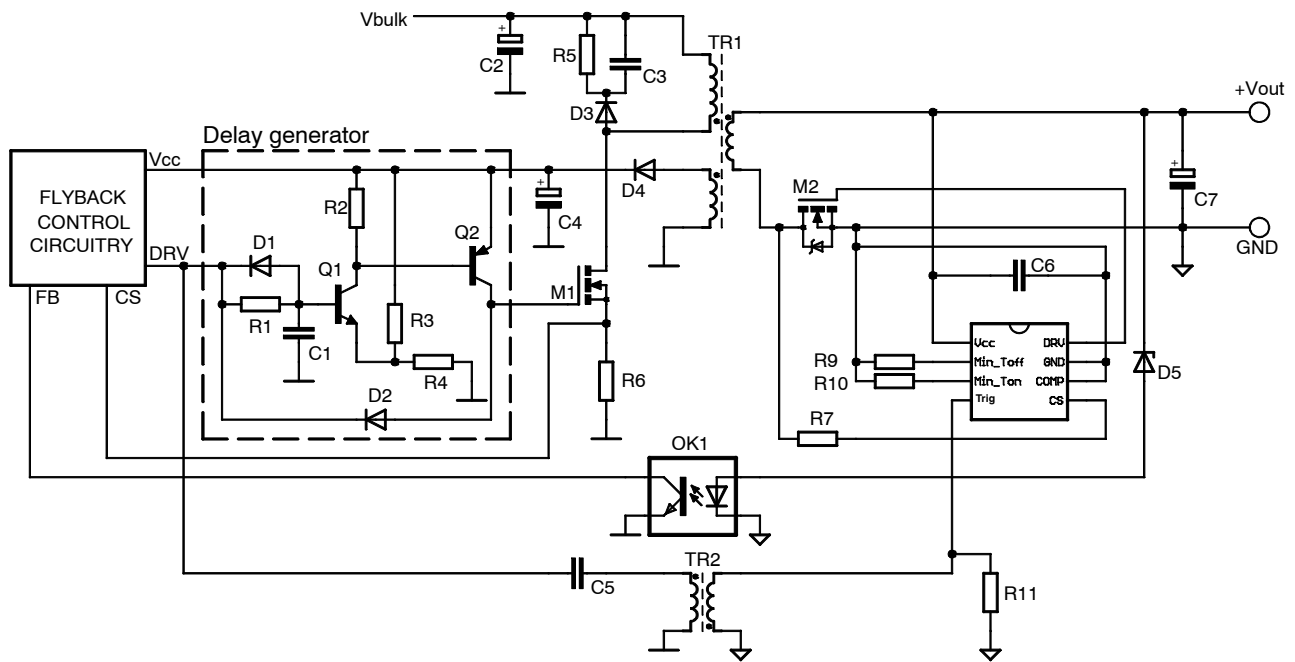 Vbulk
TR1
C2
R5
C3
+Vout
D3
Delay generator
Vcc
M2
FLYBACK
CONTROL
CIRCUITRY
D4
C7
R2
C4
Q2
DRV
D1
GND
Q1
C6
M1
FB
CS
R1
C1
R3
Vcc
DRV
R9
Min_Toff
GND
D5
R4
R6
R10
Min_Ton
COMP
D2
Trig
CS
R7
OK1
TR2
C5
R11